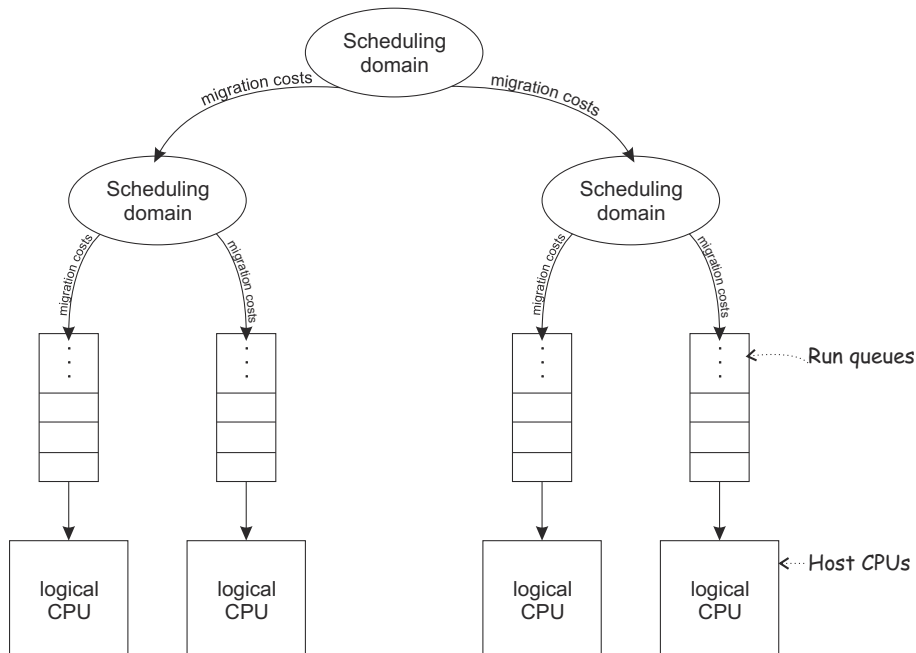 Scheduling
domain
migration costs
migration costs
Scheduling
domain
Scheduling
domain
migration costs
migration costs
migration costs
migration costs
Run queues
logical
CPU
logical
CPU
logical
CPU
logical
CPU
Host CPUs